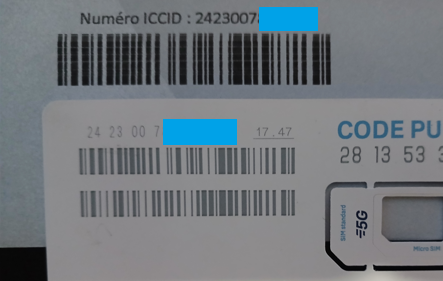 Numéro ICCID : 24230078
24 23 00 7
17.47
CODE PU
28 13 53 3
SIM standard
5G
Micro SIM